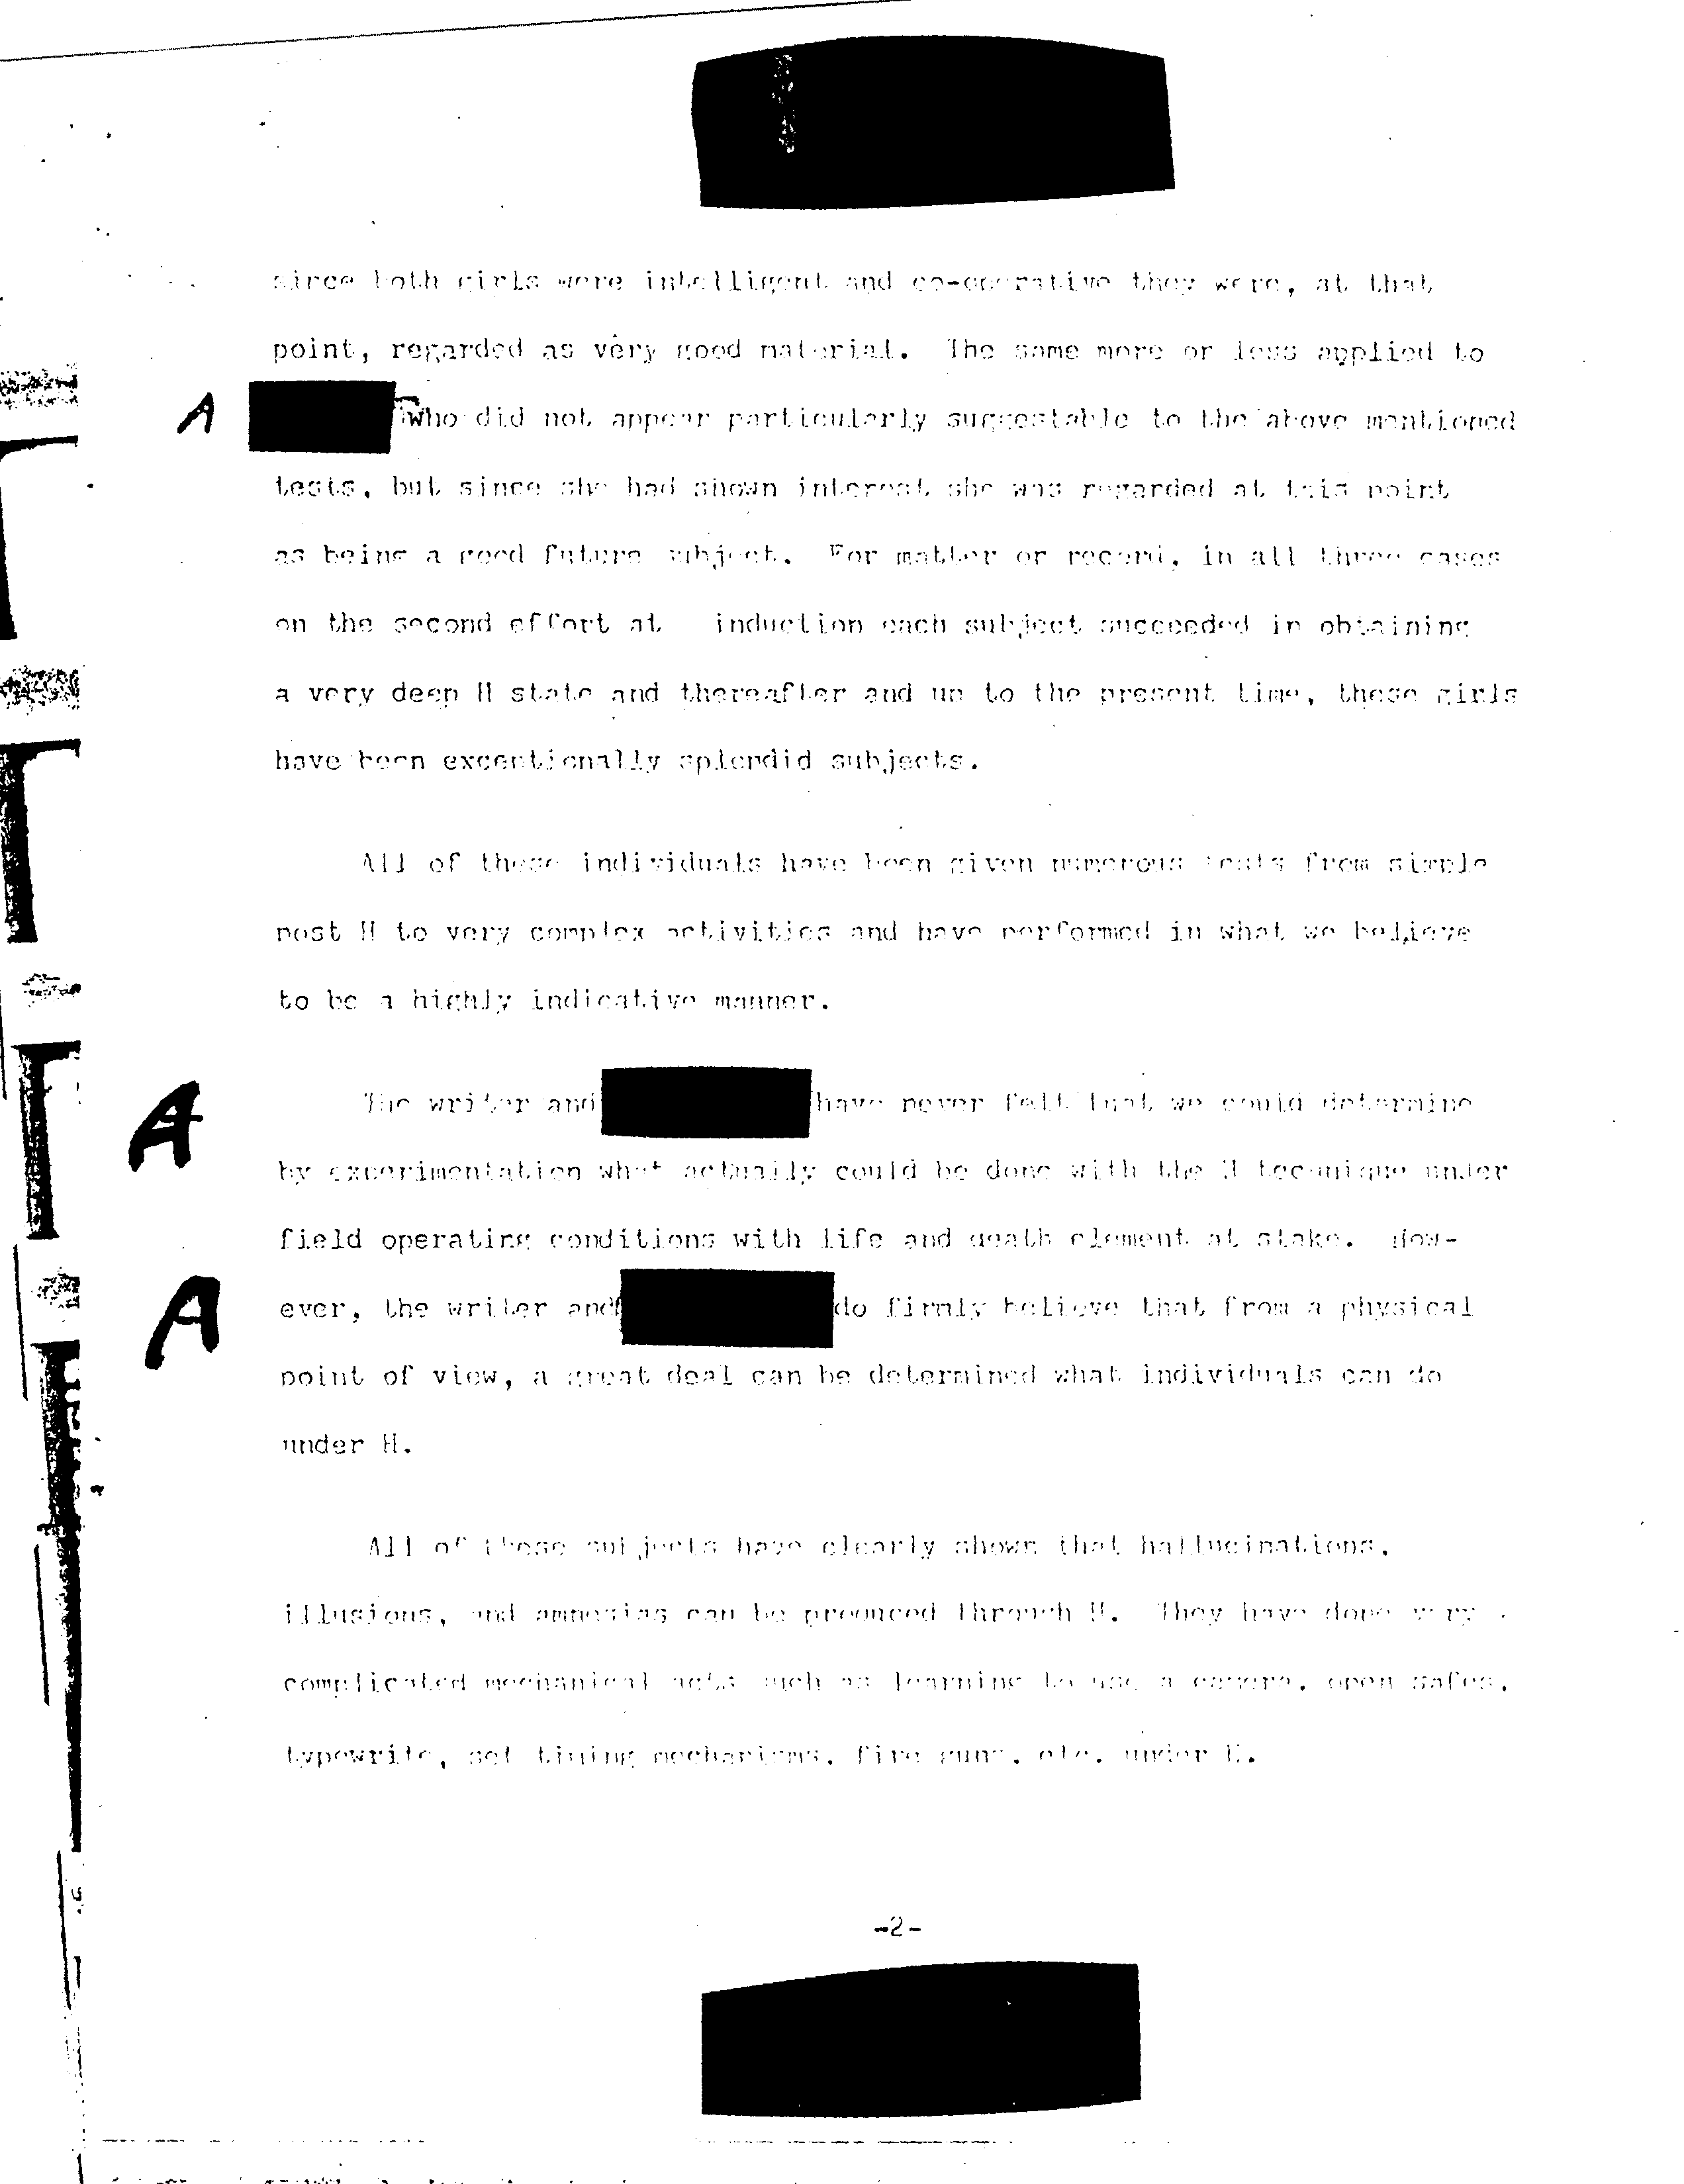 since both girls were intelligent and co-operative they were, at that
point, regarded as very good material. The same more or less applied to
A who did not appear particularly suggestable to the above mentioned
tests, but since she had shown interest she was regarded at this point
as being a good future subject. For matter or record, in all three cases
on the second effort at induction each subject succeeded in obtaining
a very deep H state and thereafter and up to the present time, these girls
have been exceptionally splendid subjects.
All of these individuals have been given numerous tests from simple
post H to very complex activities and have performed in what we believe
to be a highly indicative manner.
A The writer and have never felt that we could determine
by experimentation what actually could be done with the H technique under
field operating conditions with life and death element at stake. How-
A ever, the writer and do firmly believe that from a physical
point of view, a great deal can be determined what individuals can do
under H.
All of these subjects have clearly shown that hallucinations,
illusions, and amnesias can be produced through H. They have done very
complicated mechanical acts such as learning to use a camera, open safes,
typewrite, set timing mechanisms, fire guns, etc. under H.
-2-